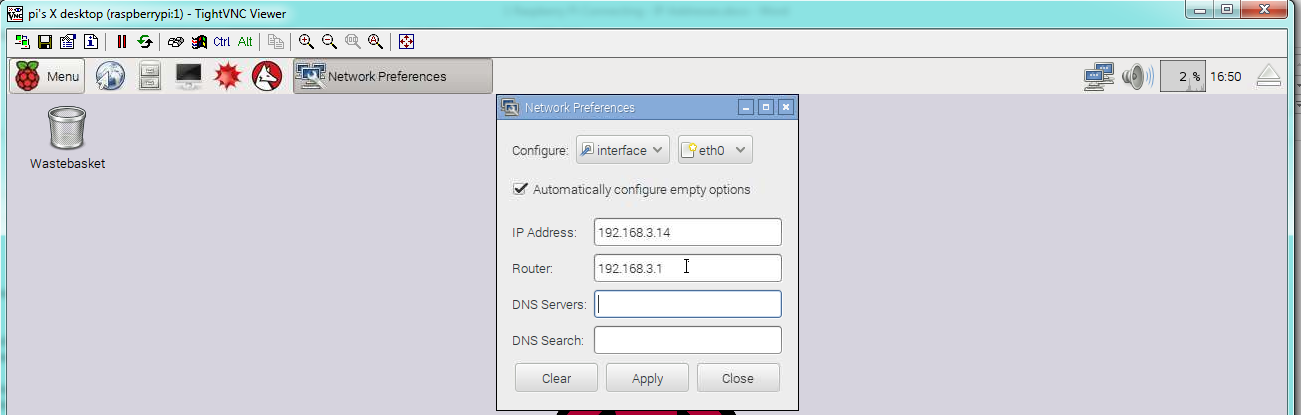 pi's X desktop (raspberrypi:1) - TightVNC Viewer
Ctrl Alt
Menu
Network Preferences
2 %
16:50
Wastebasket
Network Preferences
Configure: interface eth0
Automatically configure empty options
IP Address: 192.168.3.14
Router: 192.168.3.1
DNS Servers:
DNS Search:
Clear Apply Close